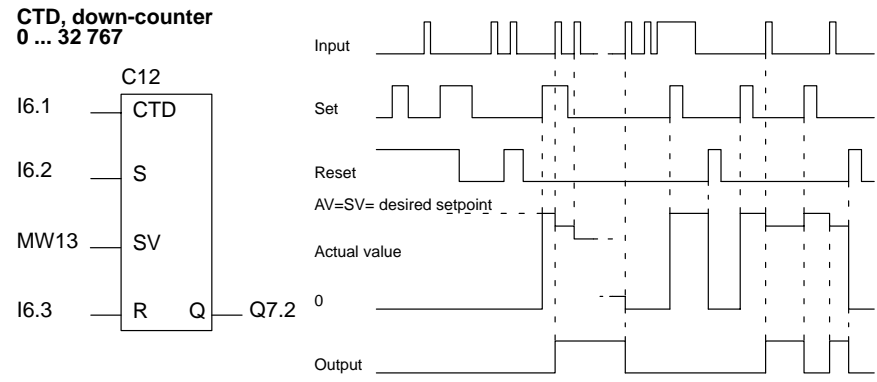 CTD, down-counter
0 ... 32 767
C12
I6.1
CTD
I6.2
S
MW13
SV
I6.3
R
Q
Q7.2
Input
Set
Reset
AV=SV= desired setpoint
Actual value
0
Output